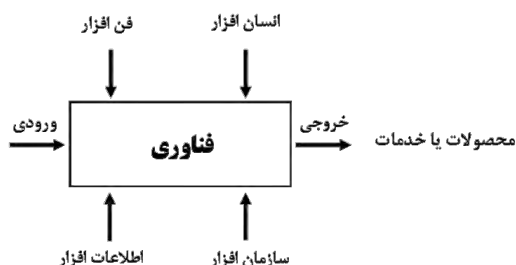 انسان افزار
فن افزار
ورودی
فناوری
خروجی
محصولات یا خدمات
سازمان افزار
اطلاعات افزار